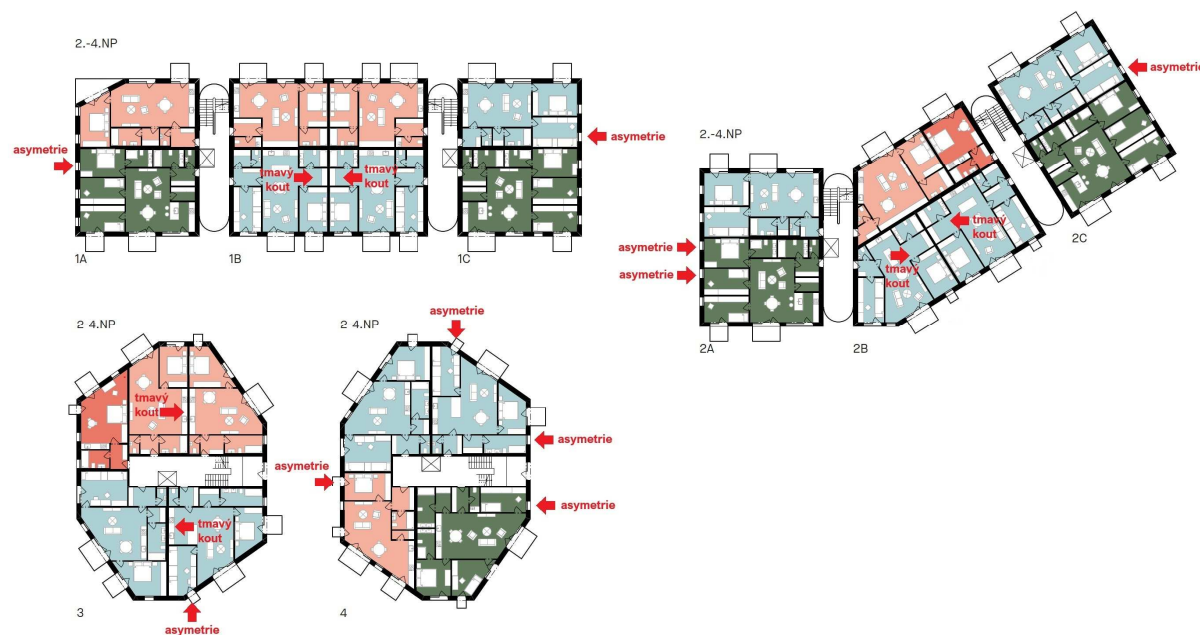 2.-4.NP
asymetrie
tmavý
kout
tmavý
kout
asymetrie
1A
1B
1C
2.-4.NP
asymetrie
asymetrie
asymetrie
tmavý
kout
tmavý
kout
2A
2B
2C
2 4.NP
tmavý
kout
tmavý
kout
asymetrie
3
2 4.NP
asymetrie
asymetrie
asymetrie
asymetrie
4